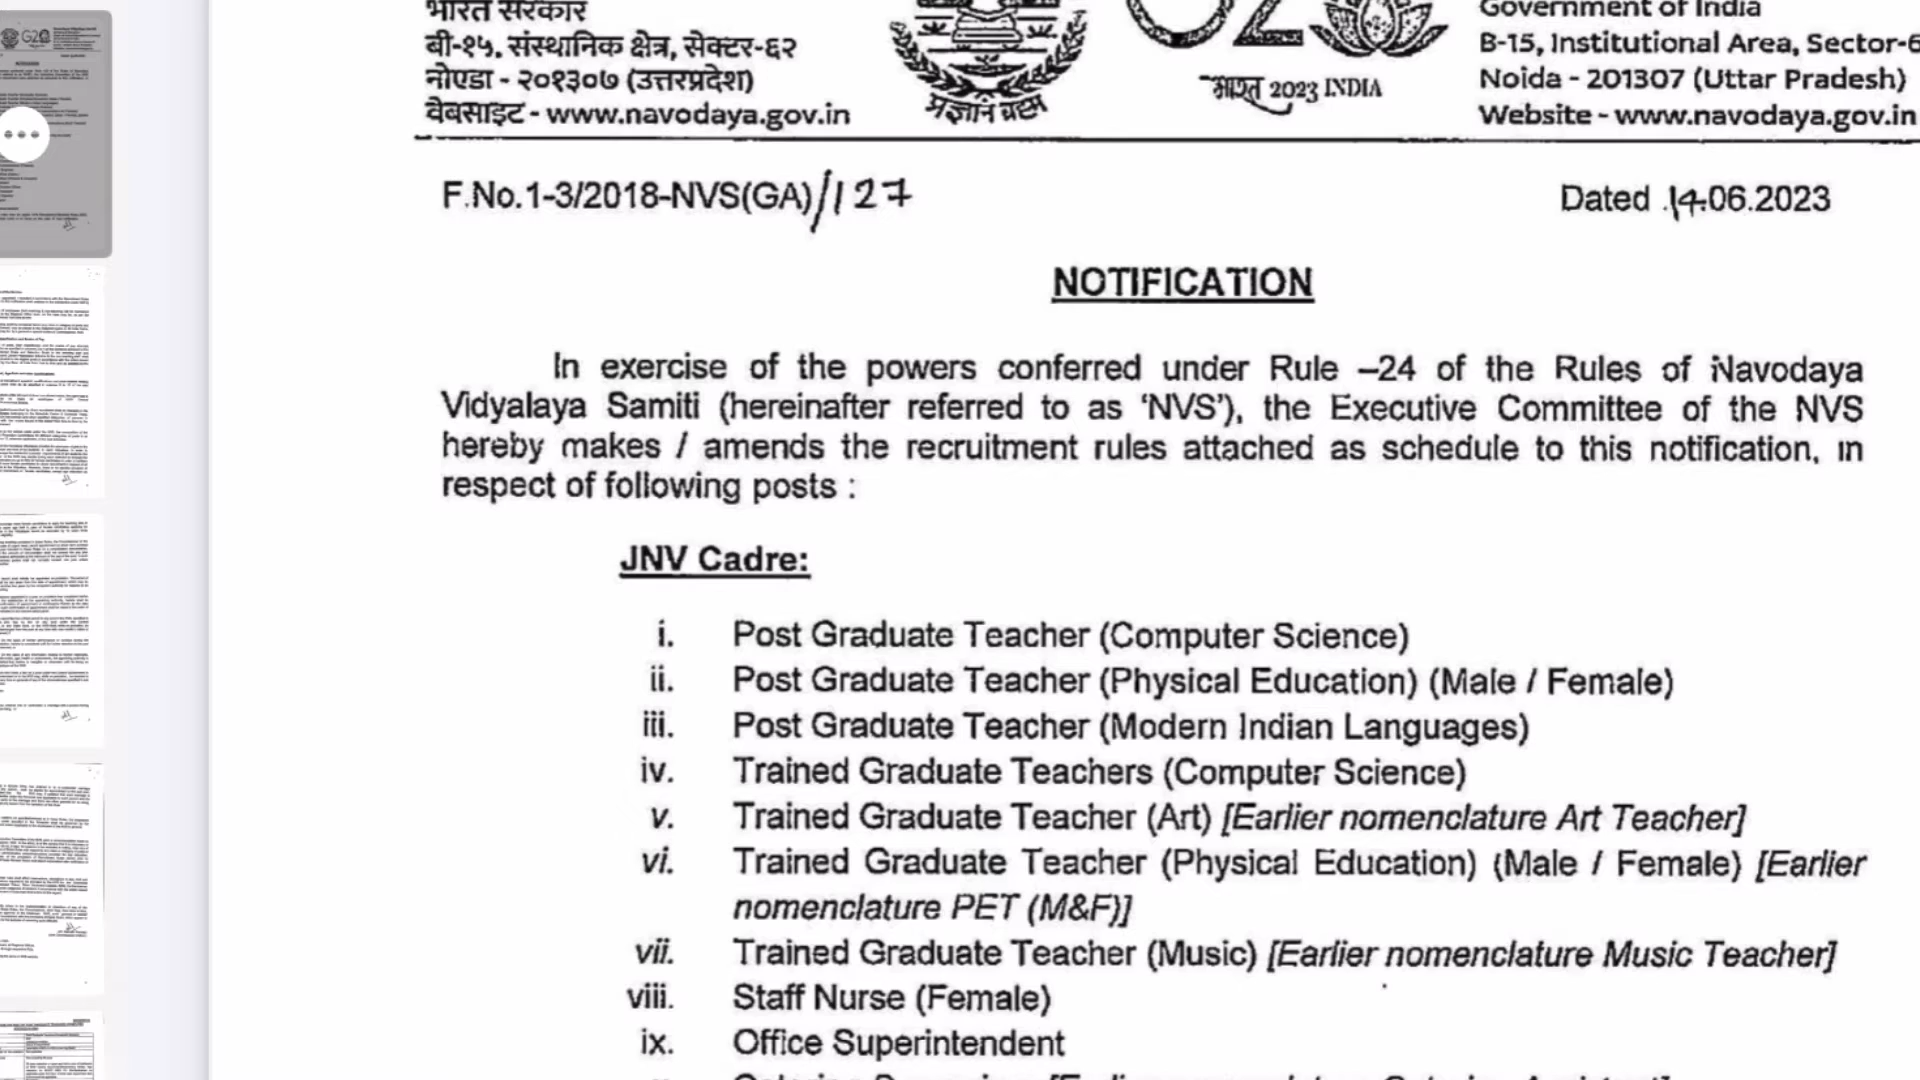 भारत सरकार
बी-१५, संस्थानिक क्षेत्र, सेक्टर-६२
नोएडा - २०१३०७ (उत्तरप्रदेश)
वेबसाइट - www.navodaya.gov.in
प्रज्ञानं ब्रह्म
G20
भारत 2023 INDIA
Government of India
B-15, Institutional Area, Sector-6
Noida - 201307 (Uttar Pradesh)
Website - www.navodaya.gov.in
F.No.1-3/2018-NVS(GA)/127
Dated .14.06.2023
NOTIFICATION
In exercise of the powers conferred under Rule –24 of the Rules of Navodaya
Vidyalaya Samiti (hereinafter referred to as ‘NVS’), the Executive Committee of the NVS
hereby makes / amends the recruitment rules attached as schedule to this notification, in
respect of following posts :
JNV Cadre:
i. Post Graduate Teacher (Computer Science)
ii. Post Graduate Teacher (Physical Education) (Male / Female)
iii. Post Graduate Teacher (Modern Indian Languages)
iv. Trained Graduate Teachers (Computer Science)
v. Trained Graduate Teacher (Art) [Earlier nomenclature Art Teacher]
vi. Trained Graduate Teacher (Physical Education) (Male / Female) [Earlier
nomenclature PET (M&F)]
vii. Trained Graduate Teacher (Music) [Earlier nomenclature Music Teacher]
viii. Staff Nurse (Female)
ix. Office Superintendent